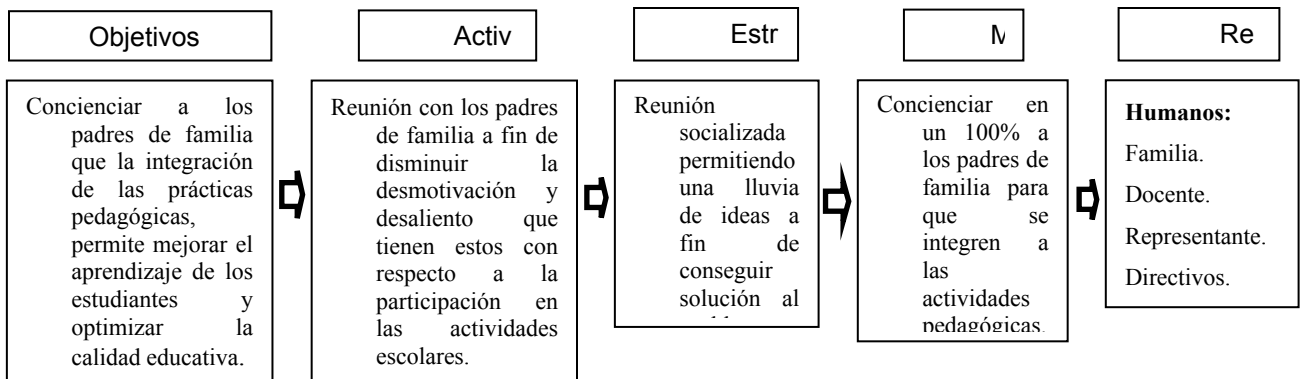 Objetivos
Activ
Estr
M
Re
Concienciar a los
padres de familia
que la integración
de las prácticas
pedagógicas,
permite mejorar el
aprendizaje de los
estudiantes y
optimizar la
calidad educativa.
Reunión con los padres
de familia a fin de
disminuir la
desmotivación y
desaliento que
tienen estos con
respecto a la
participación en
las actividades
escolares.
Reunión
socializada
permitiendo
una lluvia
de ideas a
fin de
conseguir
solución al
Concienciar en
un 100% a
los padres de
familia para
que se
integren a
las
actividades
pedagógicas.
Humanos:
Familia.
Docente.
Representante.
Directivos.